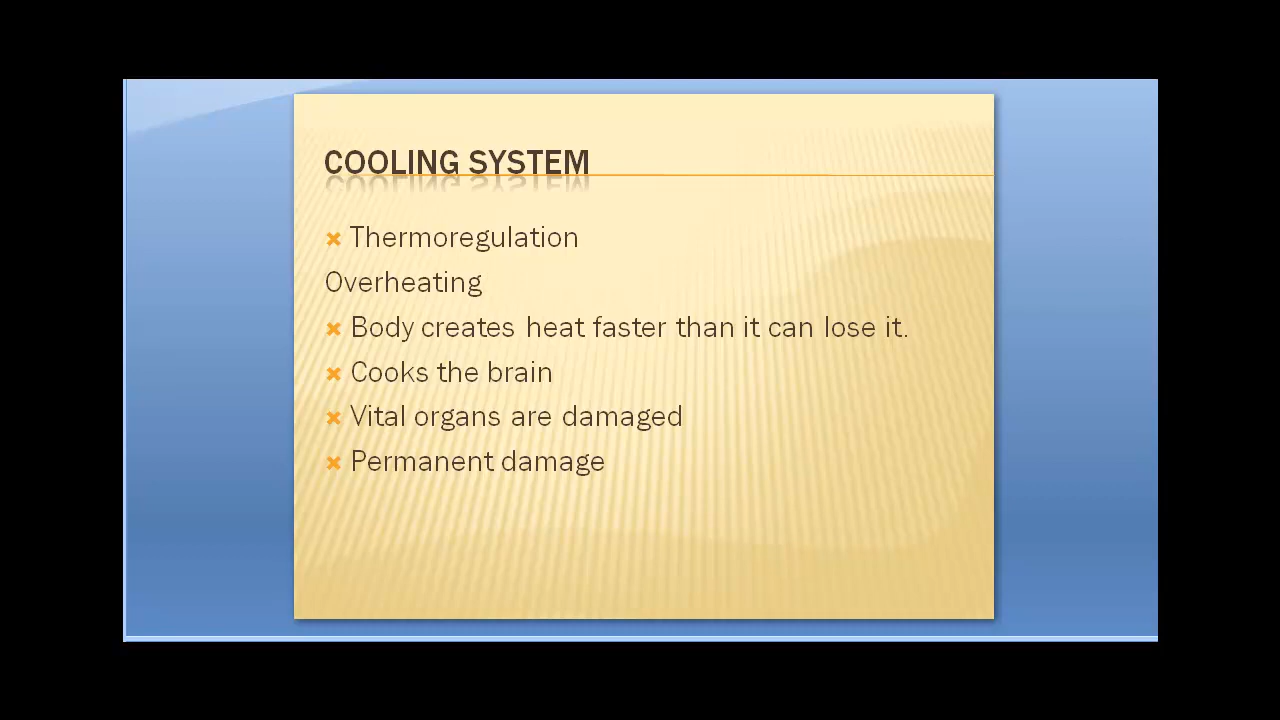 COOLING SYSTEM
Thermoregulation
Overheating
Body creates heat faster than it can lose it.
Cooks the brain
Vital organs are damaged
Permanent damage